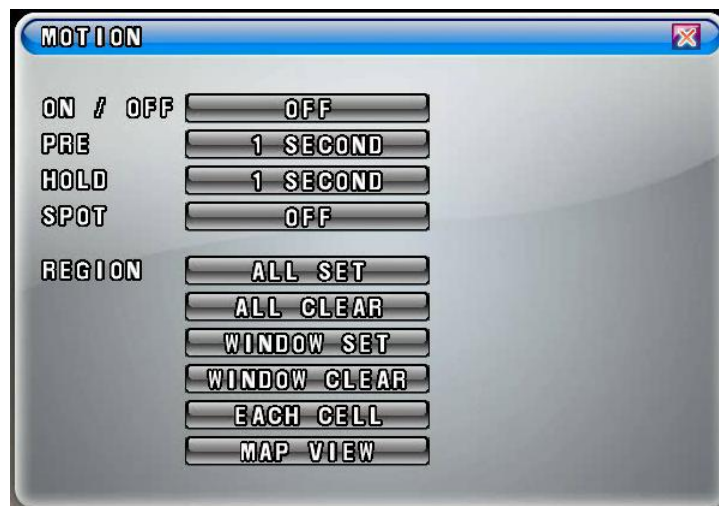 MOTION
ON / OFF OFF
PRE 1 SECOND
HOLD 1 SECOND
SPOT OFF
REGION ALL SET
ALL CLEAR
WINDOW SET
WINDOW CLEAR
EACH CELL
MAP VIEW